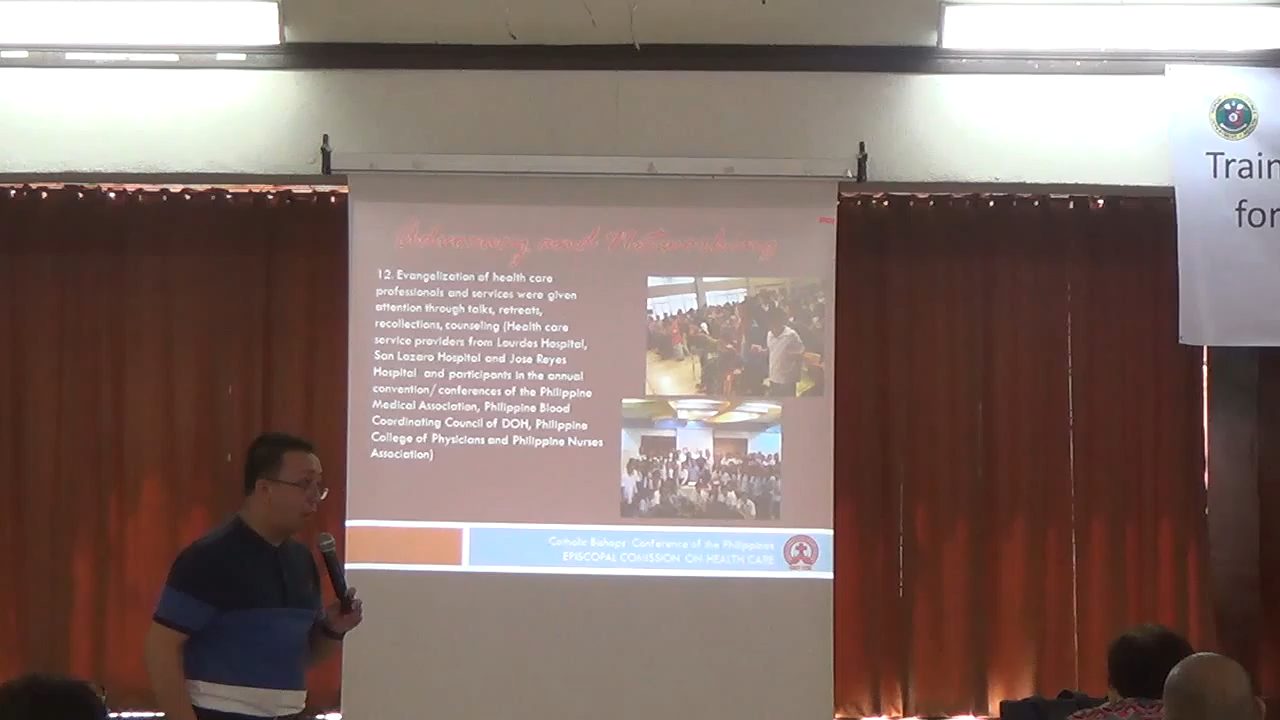 Advocacy and Networking
12. Evangelization of health care
professionals and services were given
attention through talks, retreats,
recollections, counseling (Health care
service providers from Lourdes Hospital,
San Lazaro Hospital and Jose Reyes
Hospital and participants in the annual
convention/ conferences of the Philippine
Medical Association, Philippine Blood
Coordinating Council of DOH, Philippine
College of Physicians and Philippine Nurses
Association)
Catholic Bishops' Conference of the Philippines
EPISCOPAL COMISSION ON HEALTH CARE
Train
for